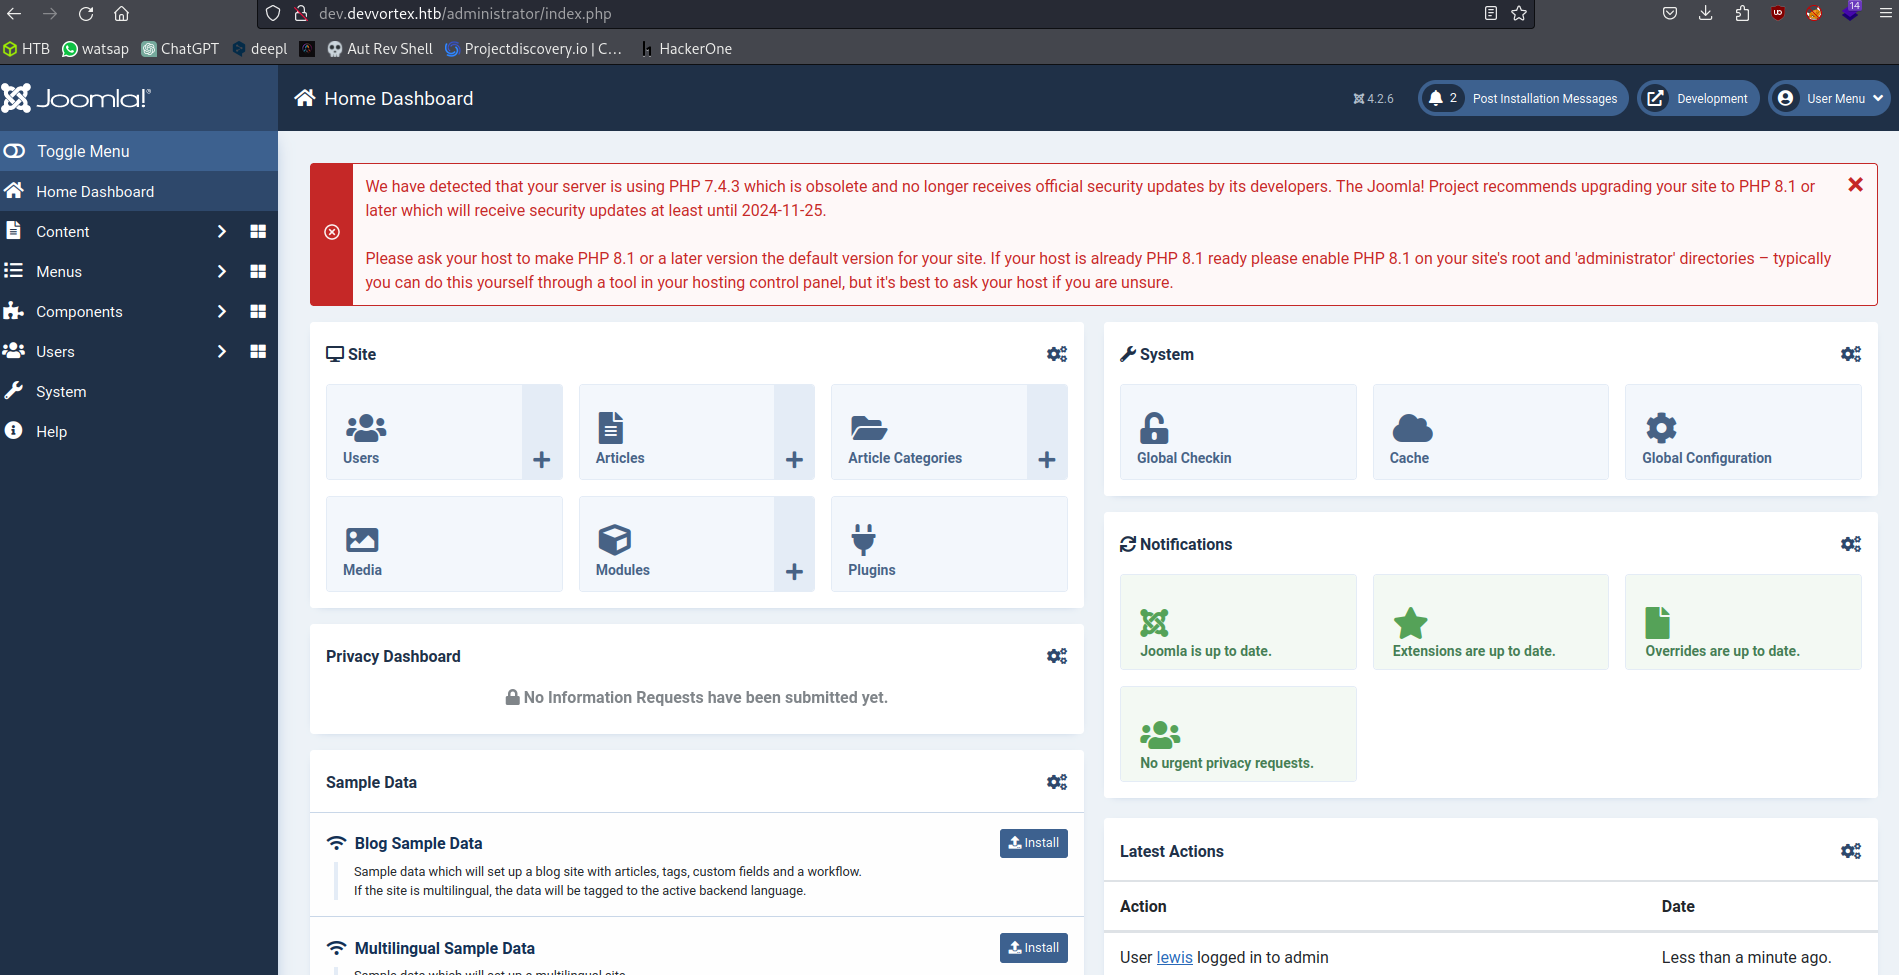 dev.devvortex.htb/administrator/index.php
14
HTB
watsap
ChatGPT
deepl
Aut Rev Shell
Projectdiscovery.io | C…
HackerOne
Joomla!®
Home Dashboard
4.2.6
2
Post Installation Messages
Development
User Menu
Toggle Menu
Home Dashboard
Content
Menus
Components
Users
System
Help
We have detected that your server is using PHP 7.4.3 which is obsolete and no longer receives official security updates by its developers. The Joomla! Project recommends upgrading your site to PHP 8.1 or
later which will receive security updates at least until 2024-11-25.
Please ask your host to make PHP 8.1 or a later version the default version for your site. If your host is already PHP 8.1 ready please enable PHP 8.1 on your site's root and 'administrator' directories – typically
you can do this yourself through a tool in your hosting control panel, but it's best to ask your host if you are unsure.
Site
Users
Articles
Article Categories
Media
Modules
Plugins
Privacy Dashboard
No Information Requests have been submitted yet.
Sample Data
Blog Sample Data
Install
Sample data which will set up a blog site with articles, tags, custom fields and a workflow.
If the site is multilingual, the data will be tagged to the active backend language.
Multilingual Sample Data
Install
Sample data which will set up a multilingual site
System
Global Checkin
Cache
Global Configuration
Notifications
Joomla is up to date.
Extensions are up to date.
Overrides are up to date.
No urgent privacy requests.
Latest Actions
Action
Date
User lewis logged in to admin
Less than a minute ago.